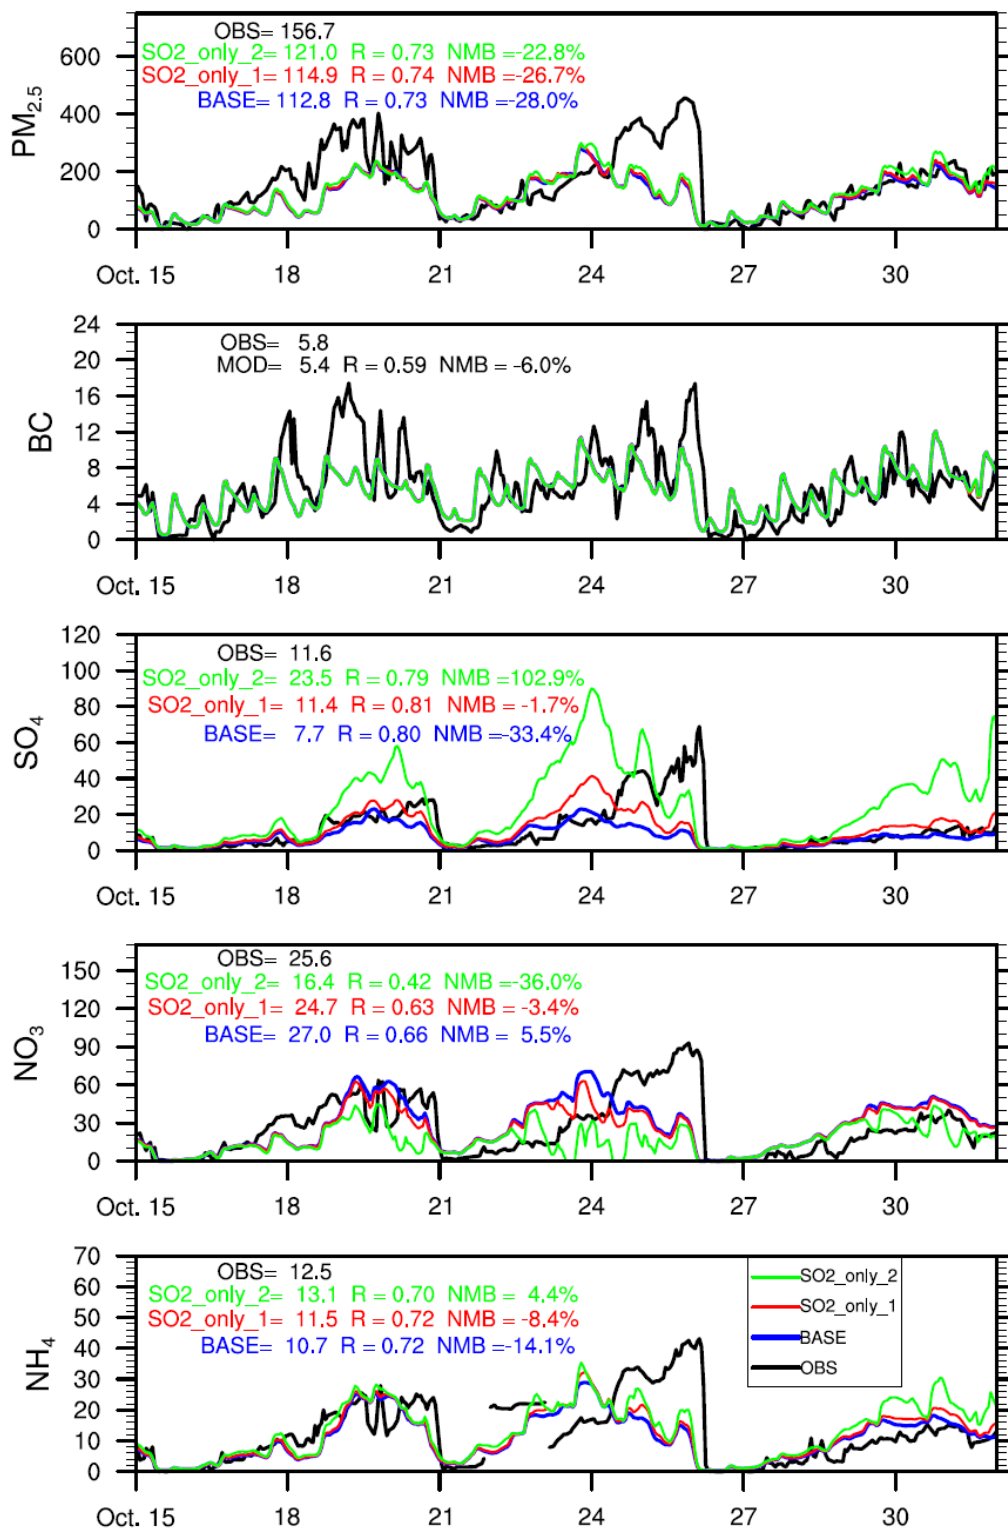 PM2.5
600
400
200
0
OBS= 156.7
SO2_only_2= 121.0 R = 0.73 NMB =-22.8%
SO2_only_1= 114.9 R = 0.74 NMB =-26.7%
BASE= 112.8 R = 0.73 NMB =-28.0%
Oct. 15 18 21 24 27 30
BC
24
20
16
12
8
4
0
OBS= 5.8
MOD= 5.4 R = 0.59 NMB = -6.0%
Oct. 15 18 21 24 27 30
SO4
120
100
80
60
40
20
0
OBS= 11.6
SO2_only_2= 23.5 R = 0.79 NMB =102.9%
SO2_only_1= 11.4 R = 0.81 NMB = -1.7%
BASE= 7.7 R = 0.80 NMB =-33.4%
Oct. 15 18 21 24 27 30
NO3
150
120
90
60
30
0
OBS= 25.6
SO2_only_2= 16.4 R = 0.42 NMB =-36.0%
SO2_only_1= 24.7 R = 0.63 NMB = -3.4%
BASE= 27.0 R = 0.66 NMB = 5.5%
Oct. 15 18 21 24 27 30
NH4
70
60
50
40
30
20
10
0
OBS= 12.5
SO2_only_2= 13.1 R = 0.70 NMB = 4.4%
SO2_only_1= 11.5 R = 0.72 NMB = -8.4%
BASE= 10.7 R = 0.72 NMB =-14.1%
SO2_only_2
SO2_only_1
BASE
OBS
Oct. 15 18 21 24 27 30